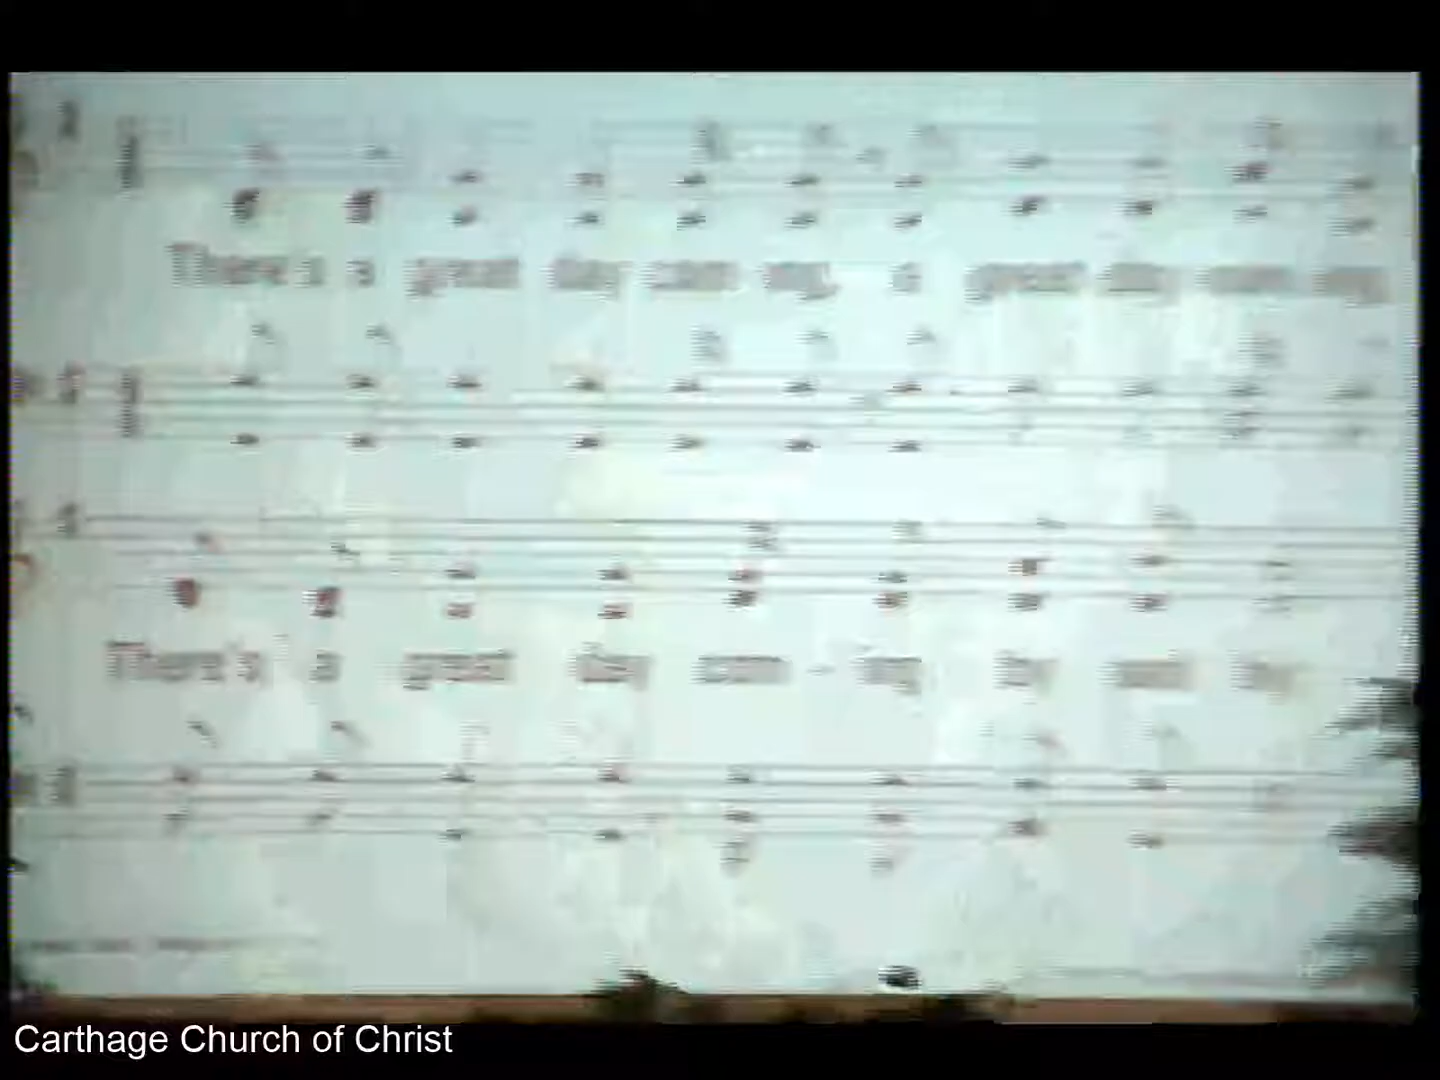 There's a great day com ing, a great day com ing
There's a great day com - ing by and by
Carthage Church of Christ